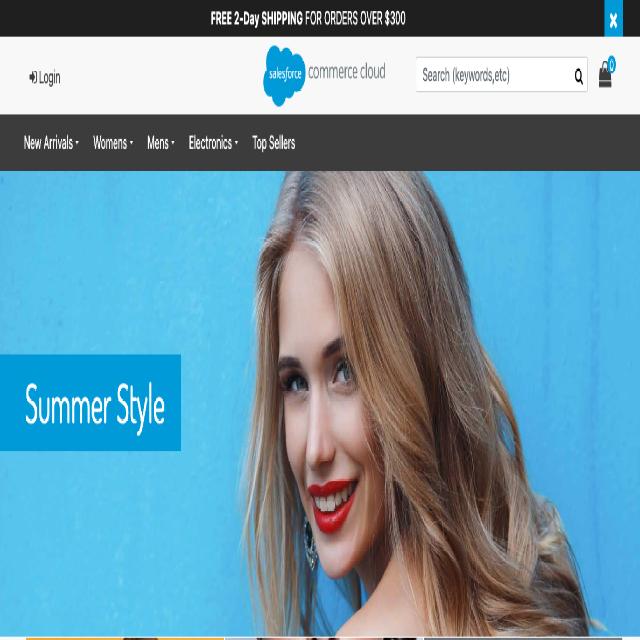 FREE 2-Day SHIPPING FOR ORDERS OVER $300
Login
salesforce commerce cloud
Search (keywords,etc)
0
New Arrivals Womens Mens Electronics Top Sellers
Summer Style